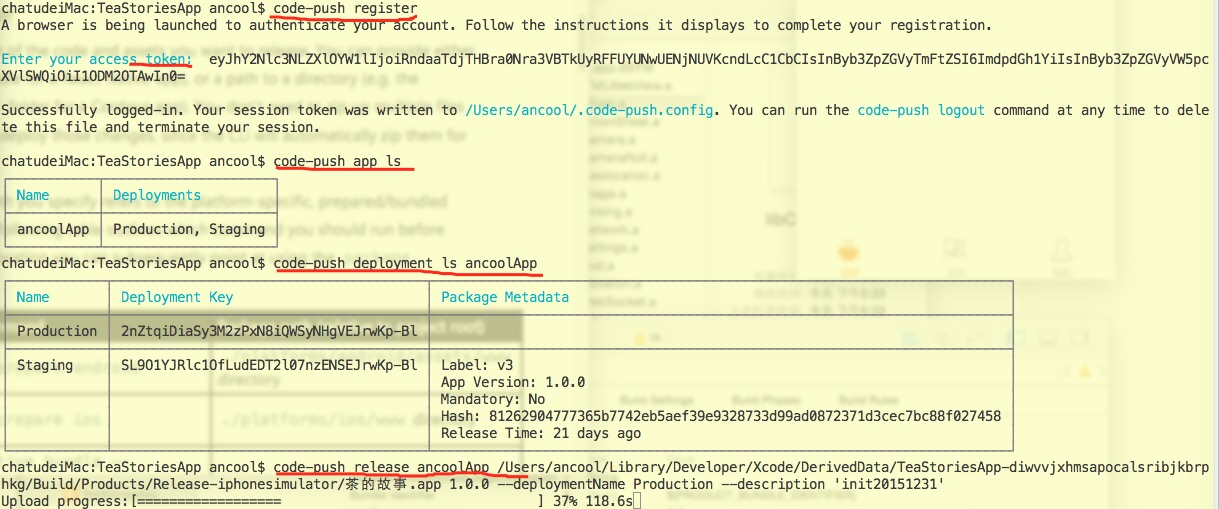 chatudeiMac:TeaStoriesApp ancool$ code-push register
A browser is being launched to authenticate your account. Follow the instructions it displays to complete your registration.
Enter your access token: eyJhY2Nlc3NLZXlOYW1lIjoiRndaaTdjTHBra0Nra3VBTkUyRFFUYUNwUENjNUVKcndLcC1CbCIsInByb3ZpZGVyTmFtZSI6ImdpdGh1YiIsInByb3ZpZGVyVW5pc
XVlSWQiOiI1ODM2OTAwIn0=
Successfully logged-in. Your session token was written to /Users/ancool/.code-push.config. You can run the code-push logout command at any time to dele
te this file and terminate your session.
chatudeiMac:TeaStoriesApp ancool$ code-push app ls
Name Deployments
ancoolApp Production, Staging
chatudeiMac:TeaStoriesApp ancool$ code-push deployment ls ancoolApp
Name Deployment Key Package Metadata
Production 2nZtqiDiaSy3M2zPxN8iQWSyNHgVEJrwKp-Bl
Staging SL9O1YJRlc1OfLudEDT2l07nzENSEJrwKp-Bl Label: v3
App Version: 1.0.0
Mandatory: No
Hash: 81262904777365b7742eb5aef39e9328733d99ad0872371d3cec7bc88f027458
Release Time: 21 days ago
chatudeiMac:TeaStoriesApp ancool$ code-push release ancoolApp /Users/ancool/Library/Developer/Xcode/DerivedData/TeaStoriesApp-diwvvjxhmsapocalsribjkbrp
hkg/Build/Products/Release-iphonesimulator/茶的故事.app 1.0.0 --deploymentName Production --description 'init20151231'
Upload progress:[================== ] 37% 118.6s